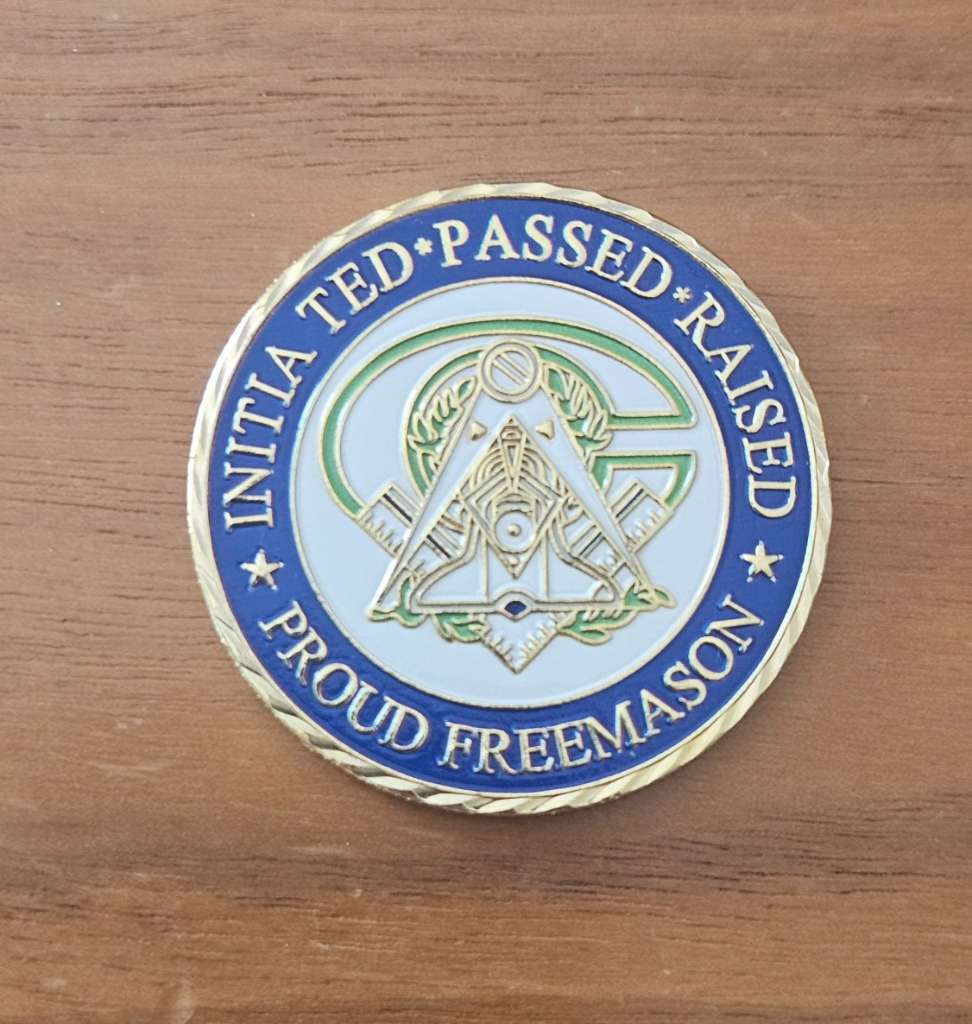 INITIA TED*PASSED*RAISED
PROUD FREEMASON
G